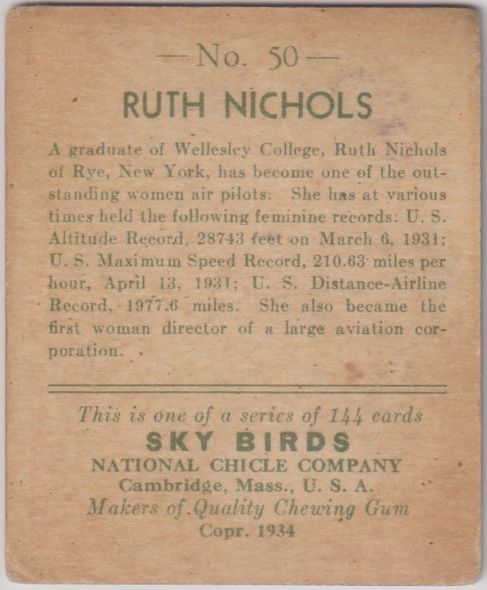 — No. 50 —
RUTH NICHOLS
A graduate of Wellesley College, Ruth Nichols
of Rye, New York, has become one of the out-
standing women air pilots. She has at various
times held the following feminine records: U. S.
Altitude Record, 28743 feet on March 6, 1931;
U. S. Maximum Speed Record, 210.63 miles per
hour, April 13, 1931; U. S. Distance-Airline
Record, 1977.6 miles. She also became the
first woman director of a large aviation cor-
poration.
This is one of a series of 144 cards
SKY BIRDS
NATIONAL CHICLE COMPANY
Cambridge, Mass., U. S. A.
Makers of Quality Chewing Gum
Copr. 1934